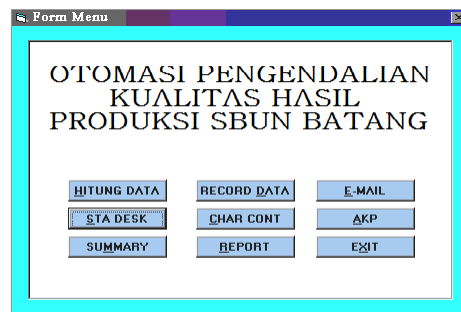 Form Menu
OTOMASI PENGENDALIAN
KUALITAS HASIL
PRODUKSI SBUN BATANG
HITUNG DATA RECORD DATA E-MAIL
STA DESK CHAR CONT AKP
SUMMARY REPORT EXIT